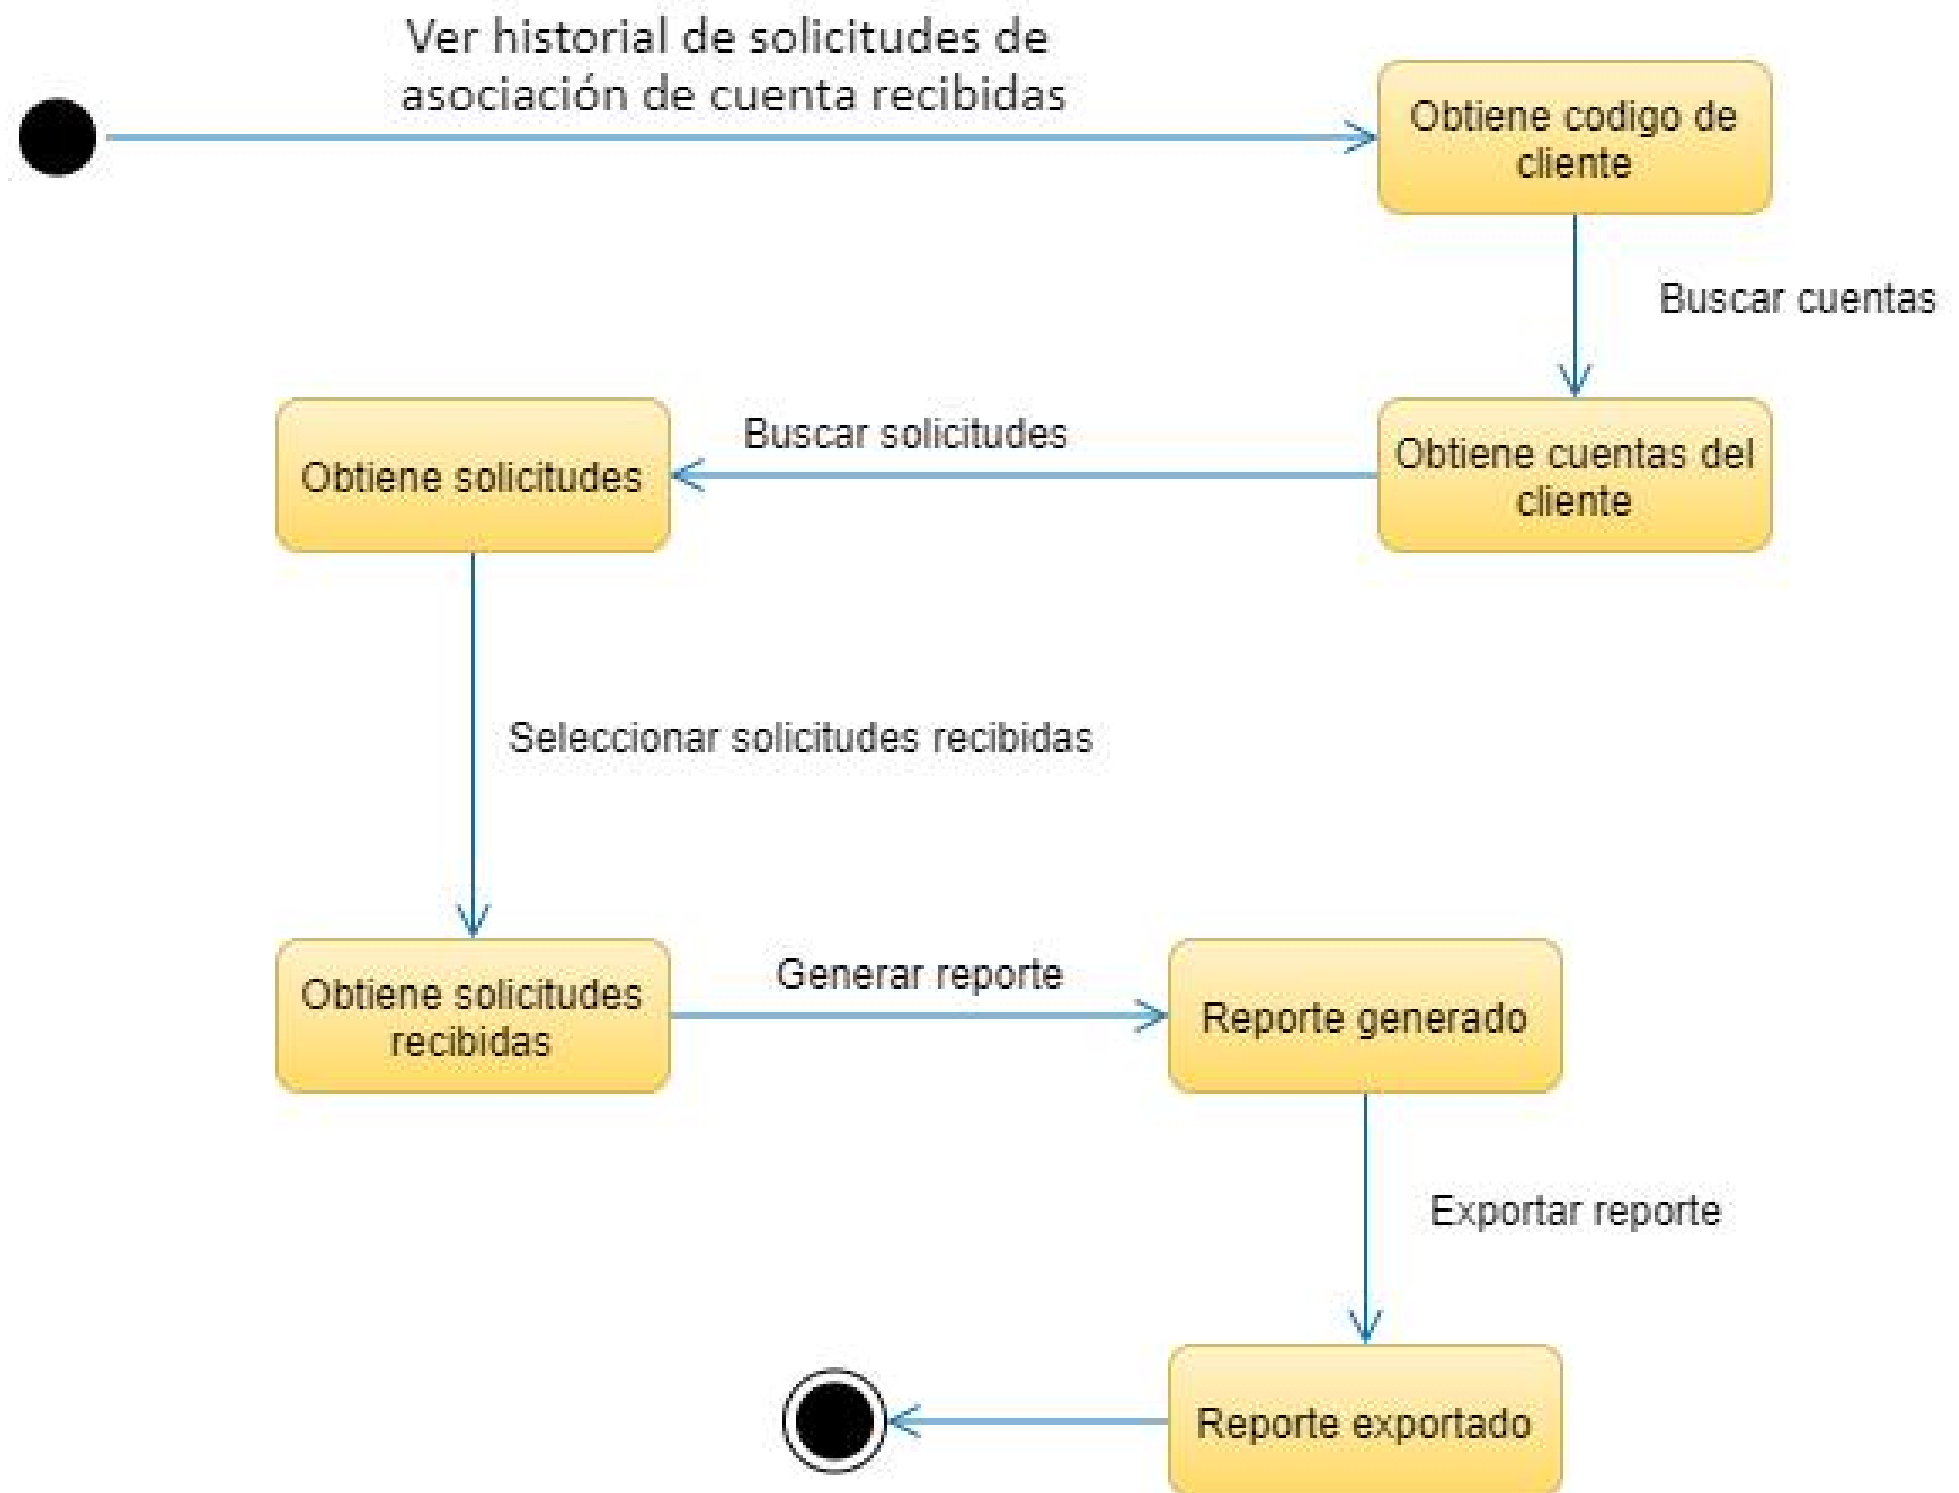 Ver historial de solicitudes de
asociación de cuenta recibidas
Obtiene codigo de
cliente
Buscar cuentas
Obtiene cuentas del
cliente
Buscar solicitudes
Obtiene solicitudes
Seleccionar solicitudes recibidas
Obtiene solicitudes
recibidas
Generar reporte
Reporte generado
Exportar reporte
Reporte exportado